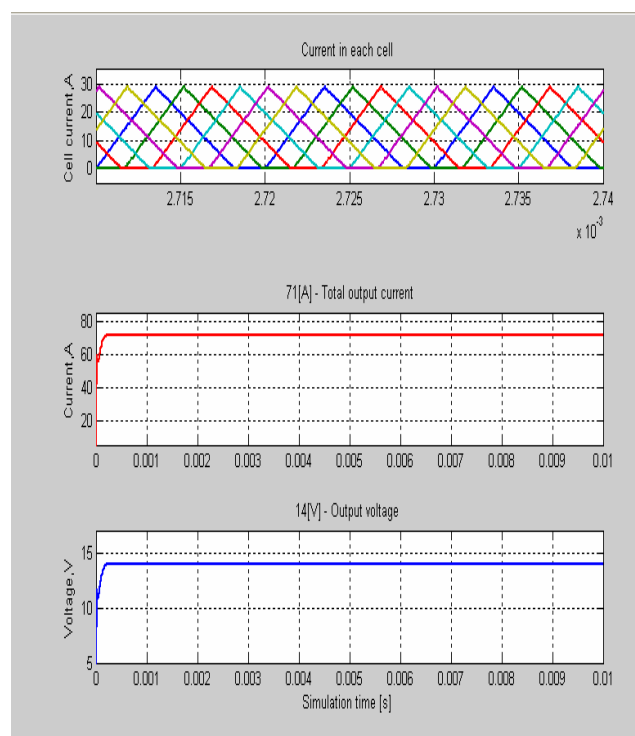 Current in each cell
Cell current,A
30
20
10
0
2.715 2.72 2.725 2.73 2.735 2.74
x 10-3
71[A] - Total output current
Current,A
80
60
40
20
0 0.001 0.002 0.003 0.004 0.005 0.006 0.007 0.008 0.009 0.01
14[V] - Output voltage
Voltage,V
15
10
5
0 0.001 0.002 0.003 0.004 0.005 0.006 0.007 0.008 0.009 0.01
Simulation time [s]